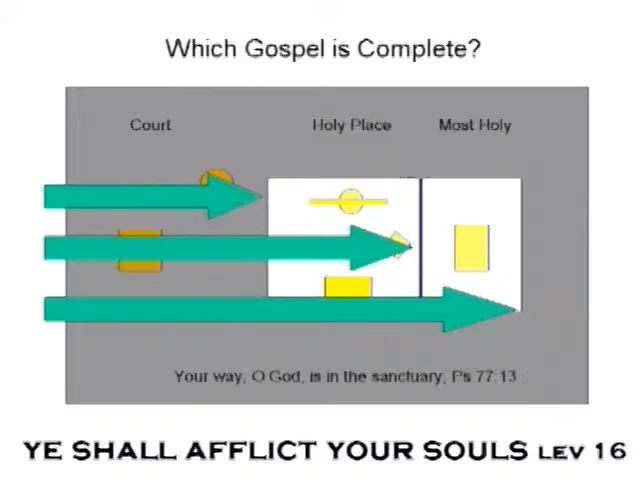 Which Gospel is Complete?
Court Holy Place Most Holy
Your way, O God, is in the sanctuary, Ps 77:13
YE SHALL AFFLICT YOUR SOULS LEV 16